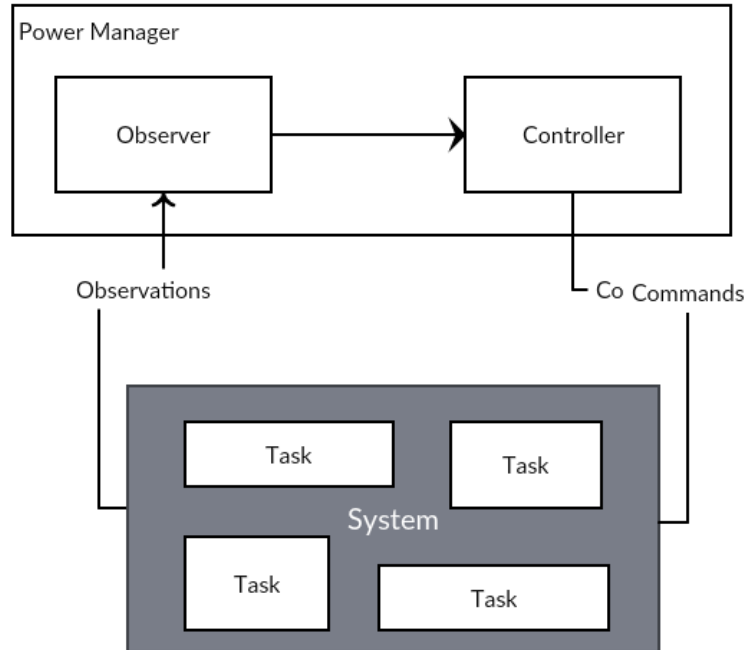 Power Manager
Observer
Controller
Observations
Co Commands
Task
Task
System
Task
Task